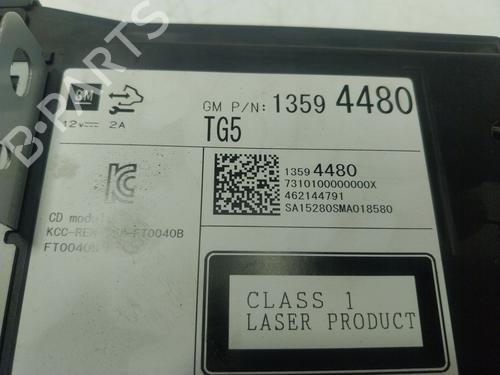 GM
12V 2A
GM P/N: 1359 4480
TG5
1359 4480
7310100000000X
462144791
SA15280SMA018580
CD
FT0040B
CLASS 1
LASER PRODUCT
B-PARTS